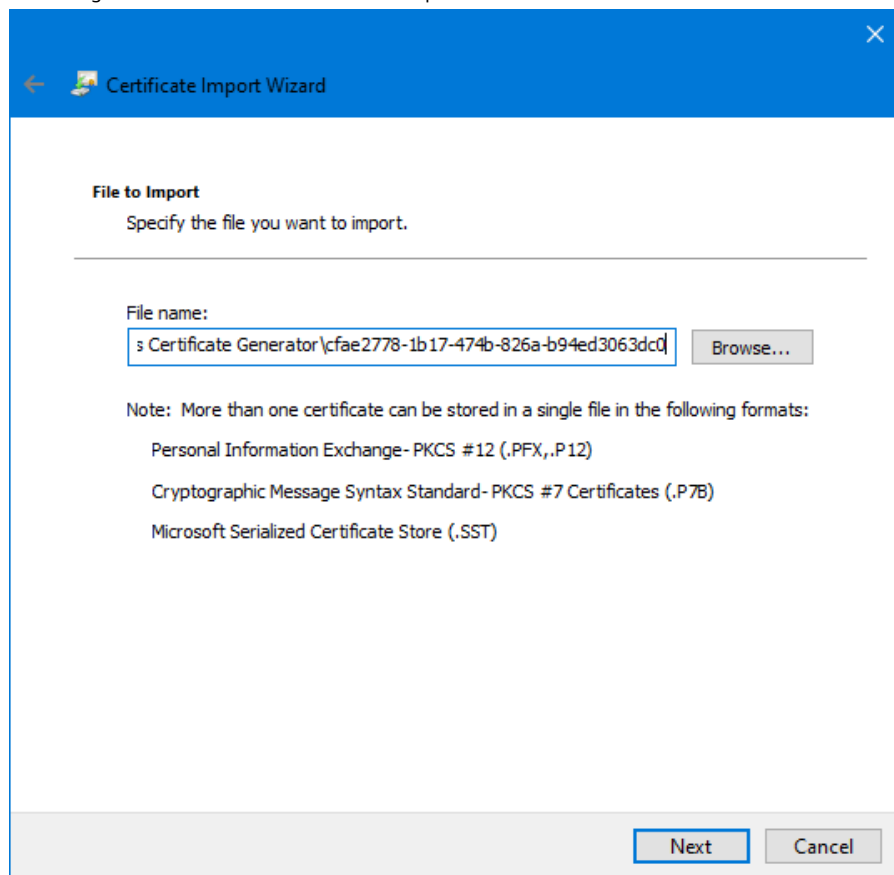 Certificate Import Wizard
File to Import
Specify the file you want to import.
File name:
s Certificate Generator\cfae2778-1b17-474b-826a-b94ed3063dc0
Browse...
Note: More than one certificate can be stored in a single file in the following formats:
Personal Information Exchange- PKCS #12 (.PFX,.P12)
Cryptographic Message Syntax Standard- PKCS #7 Certificates (.P7B)
Microsoft Serialized Certificate Store (.SST)
Next
Cancel